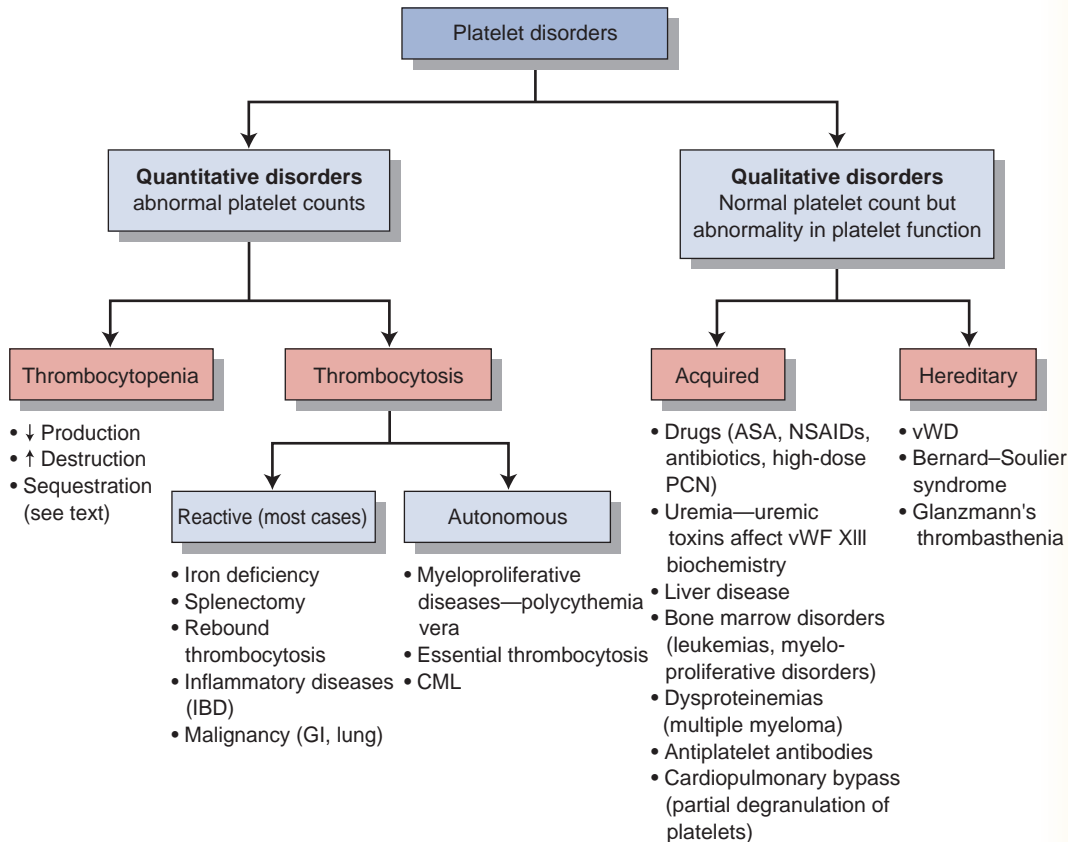 Platelet disorders
Quantitative disorders
abnormal platelet counts
Qualitative disorders
Normal platelet count but
abnormality in platelet function
Thrombocytopenia
• ↓ Production
• ↑ Destruction
• Sequestration
(see text)
Thrombocytosis
Reactive (most cases)
• Iron deficiency
• Splenectomy
• Rebound
thrombocytosis
• Inflammatory diseases
(IBD)
• Malignancy (GI, lung)
Autonomous
• Myeloproliferative
diseases—polycythemia
vera
• Essential thrombocytosis
• CML
Acquired
• Drugs (ASA, NSAIDs,
antibiotics, high-dose
PCN)
• Uremia—uremic
toxins affect vWF XIII
biochemistry
• Liver disease
• Bone marrow disorders
(leukemias, myelo-
proliferative disorders)
• Dysproteinemias
(multiple myeloma)
• Antiplatelet antibodies
• Cardiopulmonary bypass
(partial degranulation of
platelets)
Hereditary
• vWD
• Bernard–Soulier
syndrome
• Glanzmann's
thrombasthenia